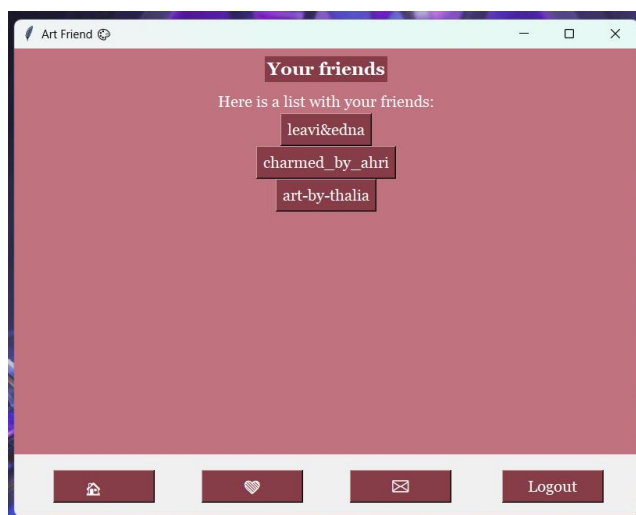 Art Friend 🎨
Your friends
Here is a list with your friends:
leavi&edna
charmed_by_ahri
art-by-thalia
Logout